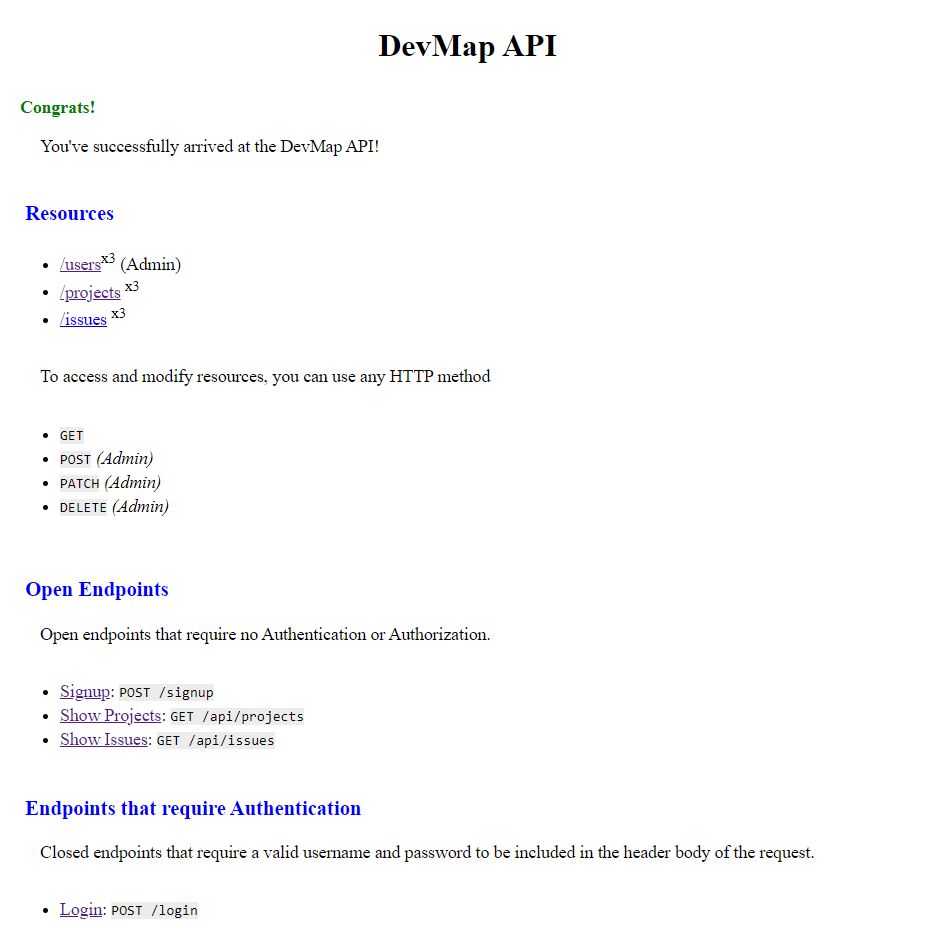 DevMap API
Congrats!
You've successfully arrived at the DevMap API!
Resources
/usersx3 (Admin)
/projects x3
/issues x3
To access and modify resources, you can use any HTTP method
GET
POST (Admin)
PATCH (Admin)
DELETE (Admin)
Open Endpoints
Open endpoints that require no Authentication or Authorization.
Signup: POST /signup
Show Projects: GET /api/projects
Show Issues: GET /api/issues
Endpoints that require Authentication
Closed endpoints that require a valid username and password to be included in the header body of the request.
Login: POST /login